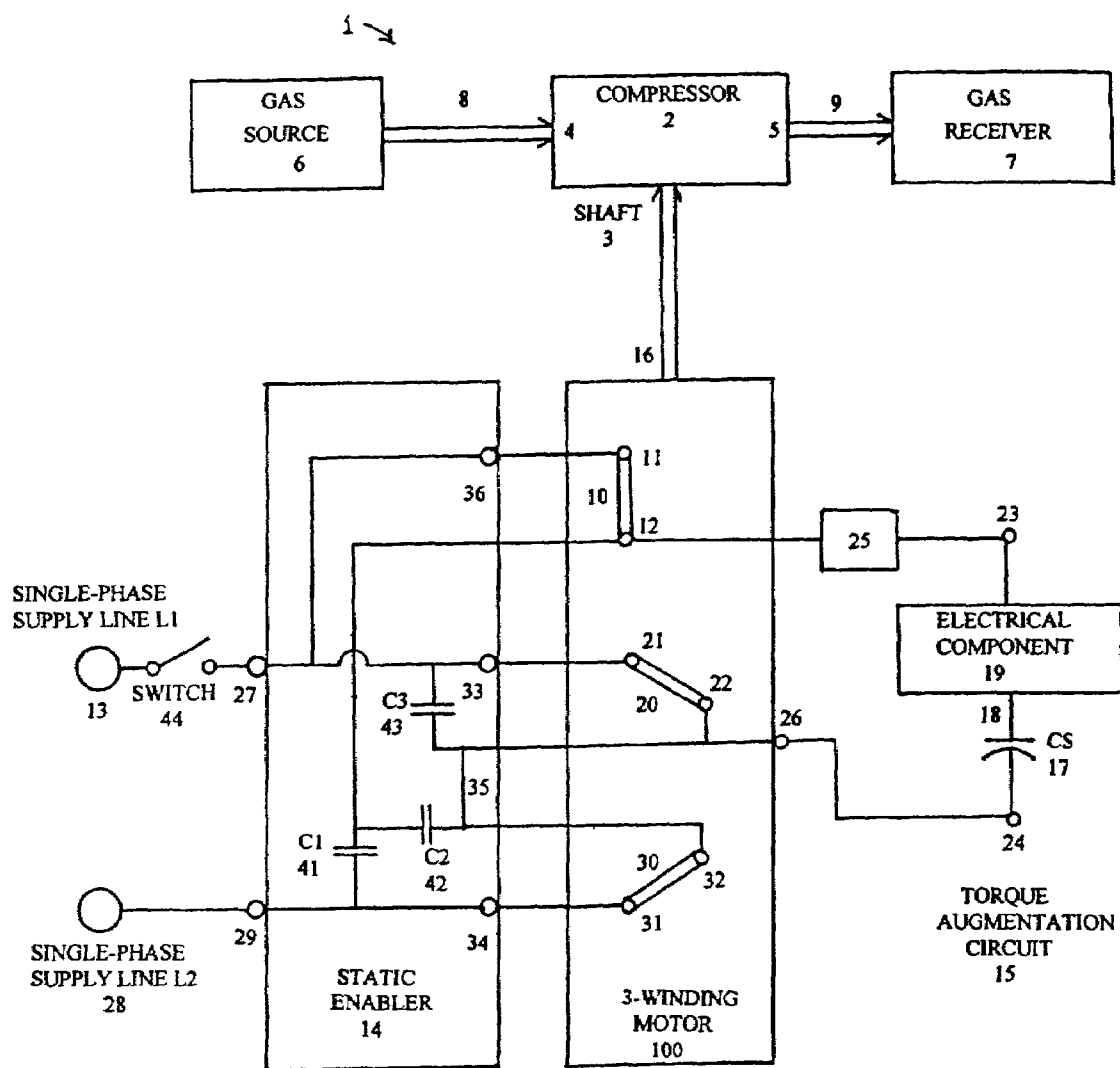 1
GAS
SOURCE
6
8
COMPRESSOR
2
4
5
9
GAS
RECEIVER
7
SHAFT
3
16
36
11
10
12
25
23
SINGLE-PHASE
SUPPLY LINE L1
13
SWITCH
44
27
33
C3
43
21
20
22
26
ELECTRICAL
COMPONENT
19
18
CS
17
24
35
C1
41
C2
42
30
32
31
29
34
SINGLE-PHASE
SUPPLY LINE L2
28
STATIC
ENABLER
14
3-WINDING
MOTOR
100
TORQUE
AUGMENTATION
CIRCUIT
15